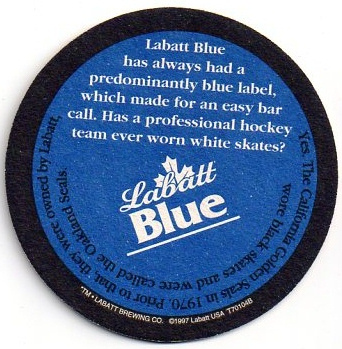 Labatt Blue
has always had a
predominantly blue label,
which made for an easy bar
call. Has a professional hockey
team ever worn white skates?
Labatt
Blue
Yes. The California Golden Seals in 1970. Prior to that, they were owned by Labatt,
wore black skates and were called the Oakland Seals.
™ • LABATT BREWING CO. ©1997 Labatt USA T70104B